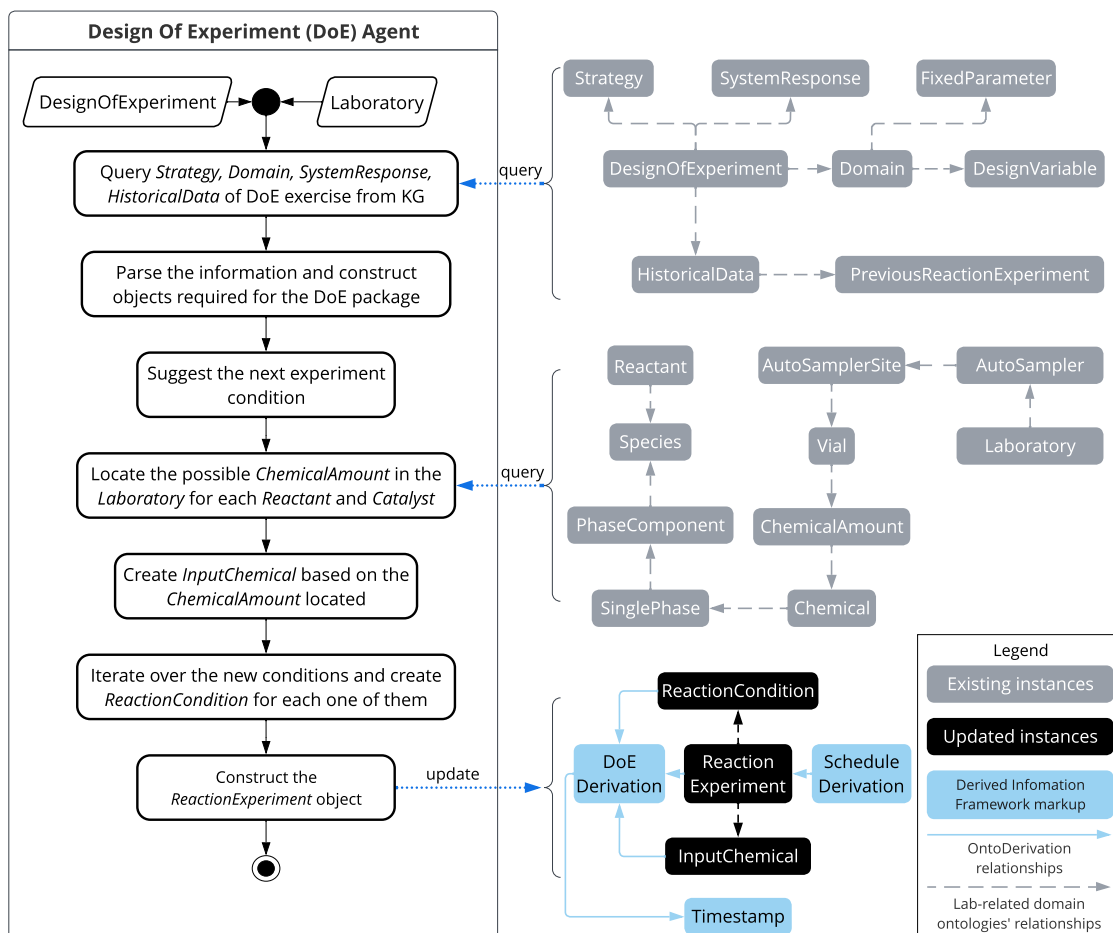 Design Of Experiment (DoE) Agent
DesignOfExperiment
Laboratory
Query Strategy, Domain, SystemResponse,
HistoricalData of DoE exercise from KG
Parse the information and construct
objects required for the DoE package
Suggest the next experiment
condition
Locate the possible ChemicalAmount in the
Laboratory for each Reactant and Catalyst
Create InputChemical based on the
ChemicalAmount located
Iterate over the new conditions and create
ReactionCondition for each one of them
Construct the
ReactionExperiment object
query
Strategy
SystemResponse
FixedParameter
DesignOfExperiment
Domain
DesignVariable
HistoricalData
PreviousReactionExperiment
query
Reactant
AutoSamplerSite
AutoSampler
Species
Vial
Laboratory
PhaseComponent
ChemicalAmount
SinglePhase
Chemical
update
ReactionCondition
DoE
Derivation
Reaction
Experiment
Schedule
Derivation
InputChemical
Timestamp
Legend
Existing instances
Updated instances
Derived Infomation
Framework markup
OntoDerivation
relationships
Lab-related domain
ontologies' relationships